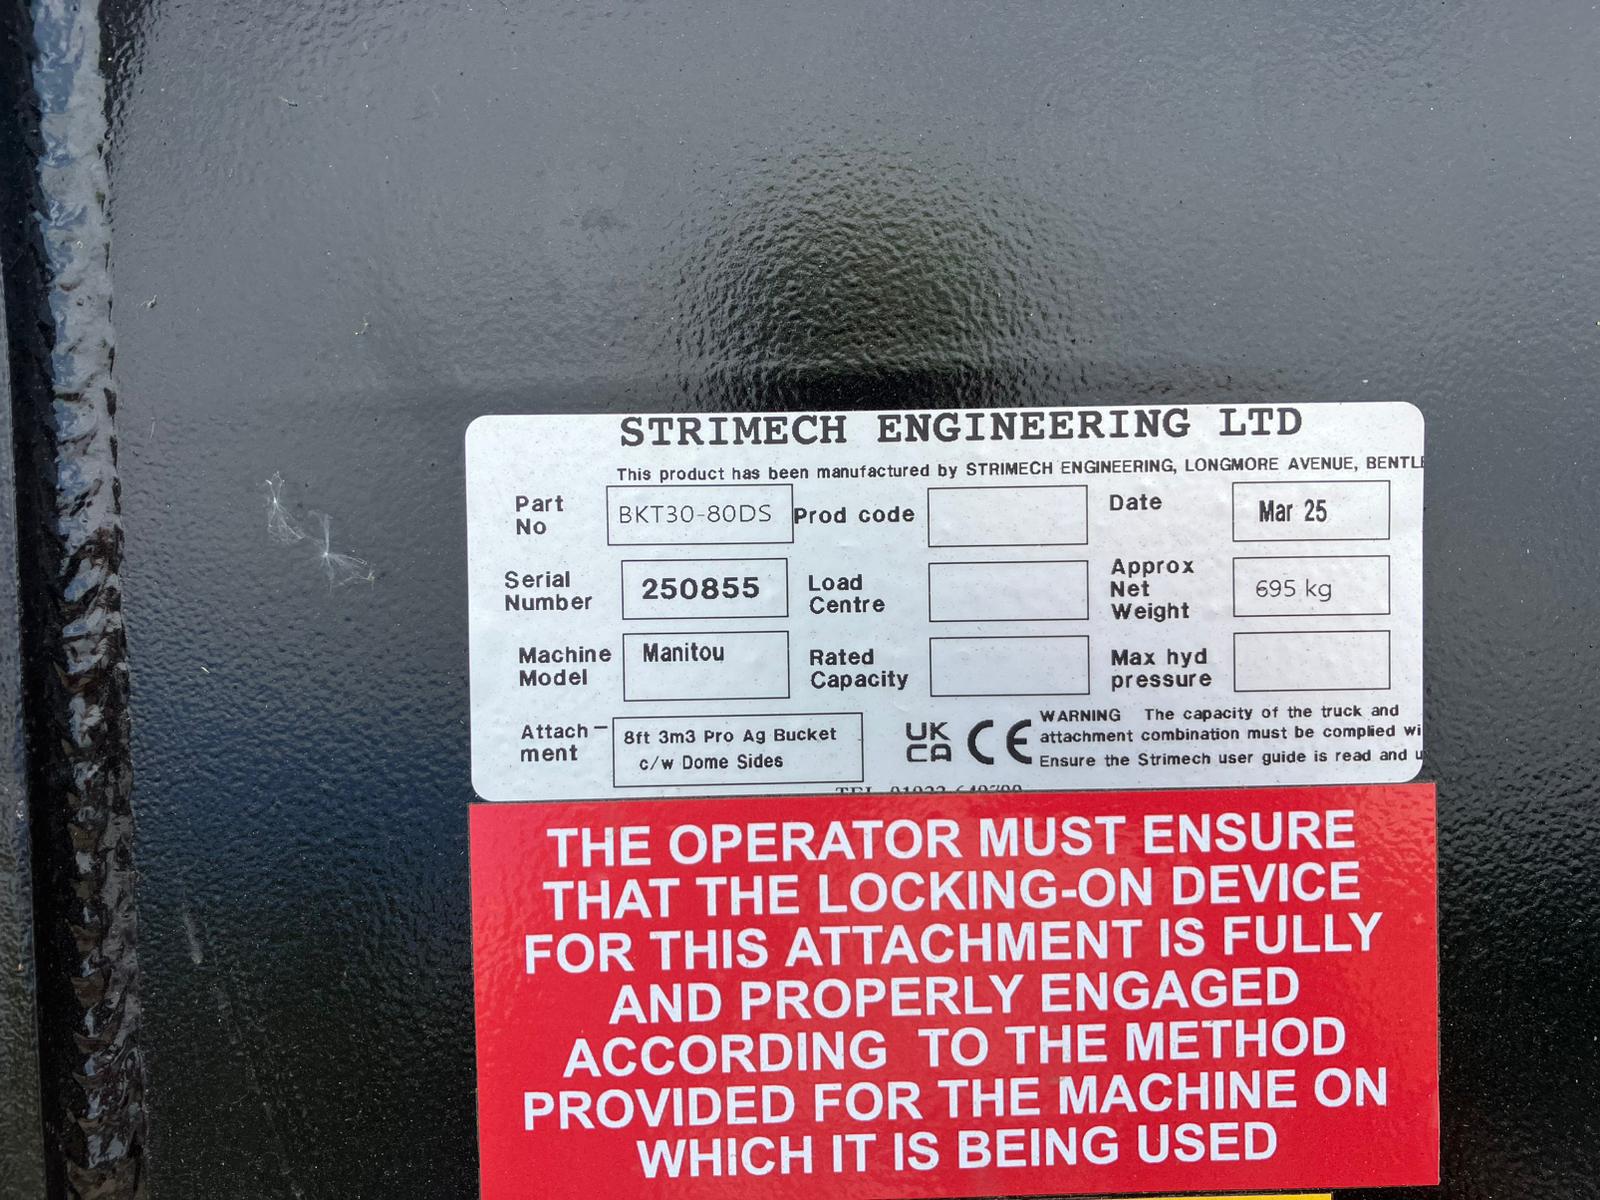 STRIMECH ENGINEERING LTD
This product has been manufactured by STRIMECH ENGINEERING, LONGMORE AVENUE, BENTLE
Part No BKT30-80DS Prod code Date Mar 25
Serial Number 250855 Load Centre Approx Net Weight 695 kg
Machine Model Manitou Rated Capacity Max hyd pressure
Attach-ment 8ft 3m3 Pro Ag Bucket
c/w Dome Sides
UK CA CE
WARNING The capacity of the truck and
attachment combination must be complied wi
Ensure the Strimech user guide is read and u
THE OPERATOR MUST ENSURE
THAT THE LOCKING-ON DEVICE
FOR THIS ATTACHMENT IS FULLY
AND PROPERLY ENGAGED
ACCORDING TO THE METHOD
PROVIDED FOR THE MACHINE ON
WHICH IT IS BEING USED